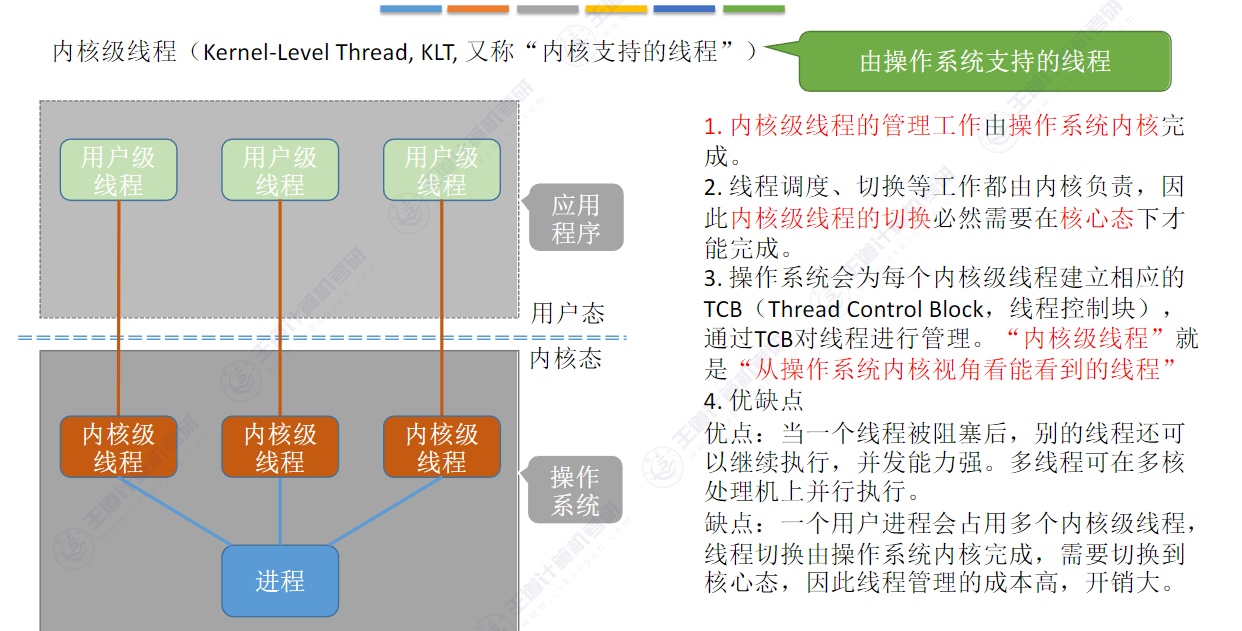 内核级线程（Kernel-Level Thread, KLT, 又称“内核支持的线程”）
由操作系统支持的线程
用户级
线程
用户级
线程
用户级
线程
应用
程序
用户态
内核态
内核级
线程
内核级
线程
内核级
线程
操作
系统
进程
1. 内核级线程的管理工作由操作系统内核完
成。
2. 线程调度、切换等工作都由内核负责，因
此内核级线程的切换必然需要在核心态下才
能完成。
3. 操作系统会为每个内核级线程建立相应的
TCB（Thread Control Block，线程控制块），
通过TCB对线程进行管理。“内核级线程”就
是“从操作系统内核视角看能看到的线程”
4. 优缺点
优点：当一个线程被阻塞后，别的线程还可
以继续执行，并发能力强。多线程可在多核
处理机上并行执行。
缺点：一个用户进程会占用多个内核级线程，
线程切换由操作系统内核完成，需要切换到
核心态，因此线程管理的成本高，开销大。
王道计算机考研